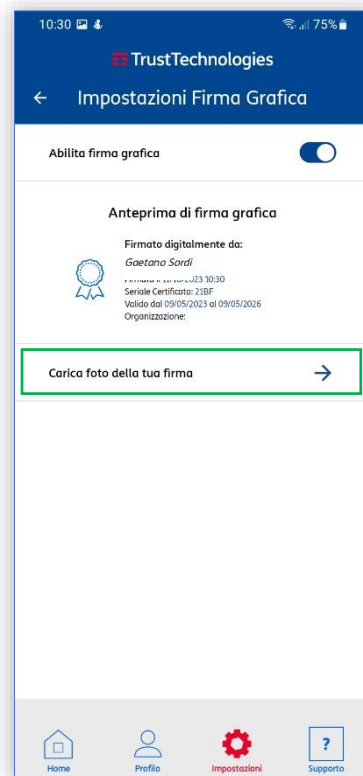 10:30 75%
TrustTechnologies
Impostazioni Firma Grafica
Abilita firma grafica
Anteprima di firma grafica
Firmato digitalmente da:
Gaetano Sordi
10:30
Seriale Certificato: 21BF
Valido dal 09/05/2023 al 09/05/2026
Organizzazione:
Carica foto della tua firma
Home Profilo Impostazioni ? Supporto